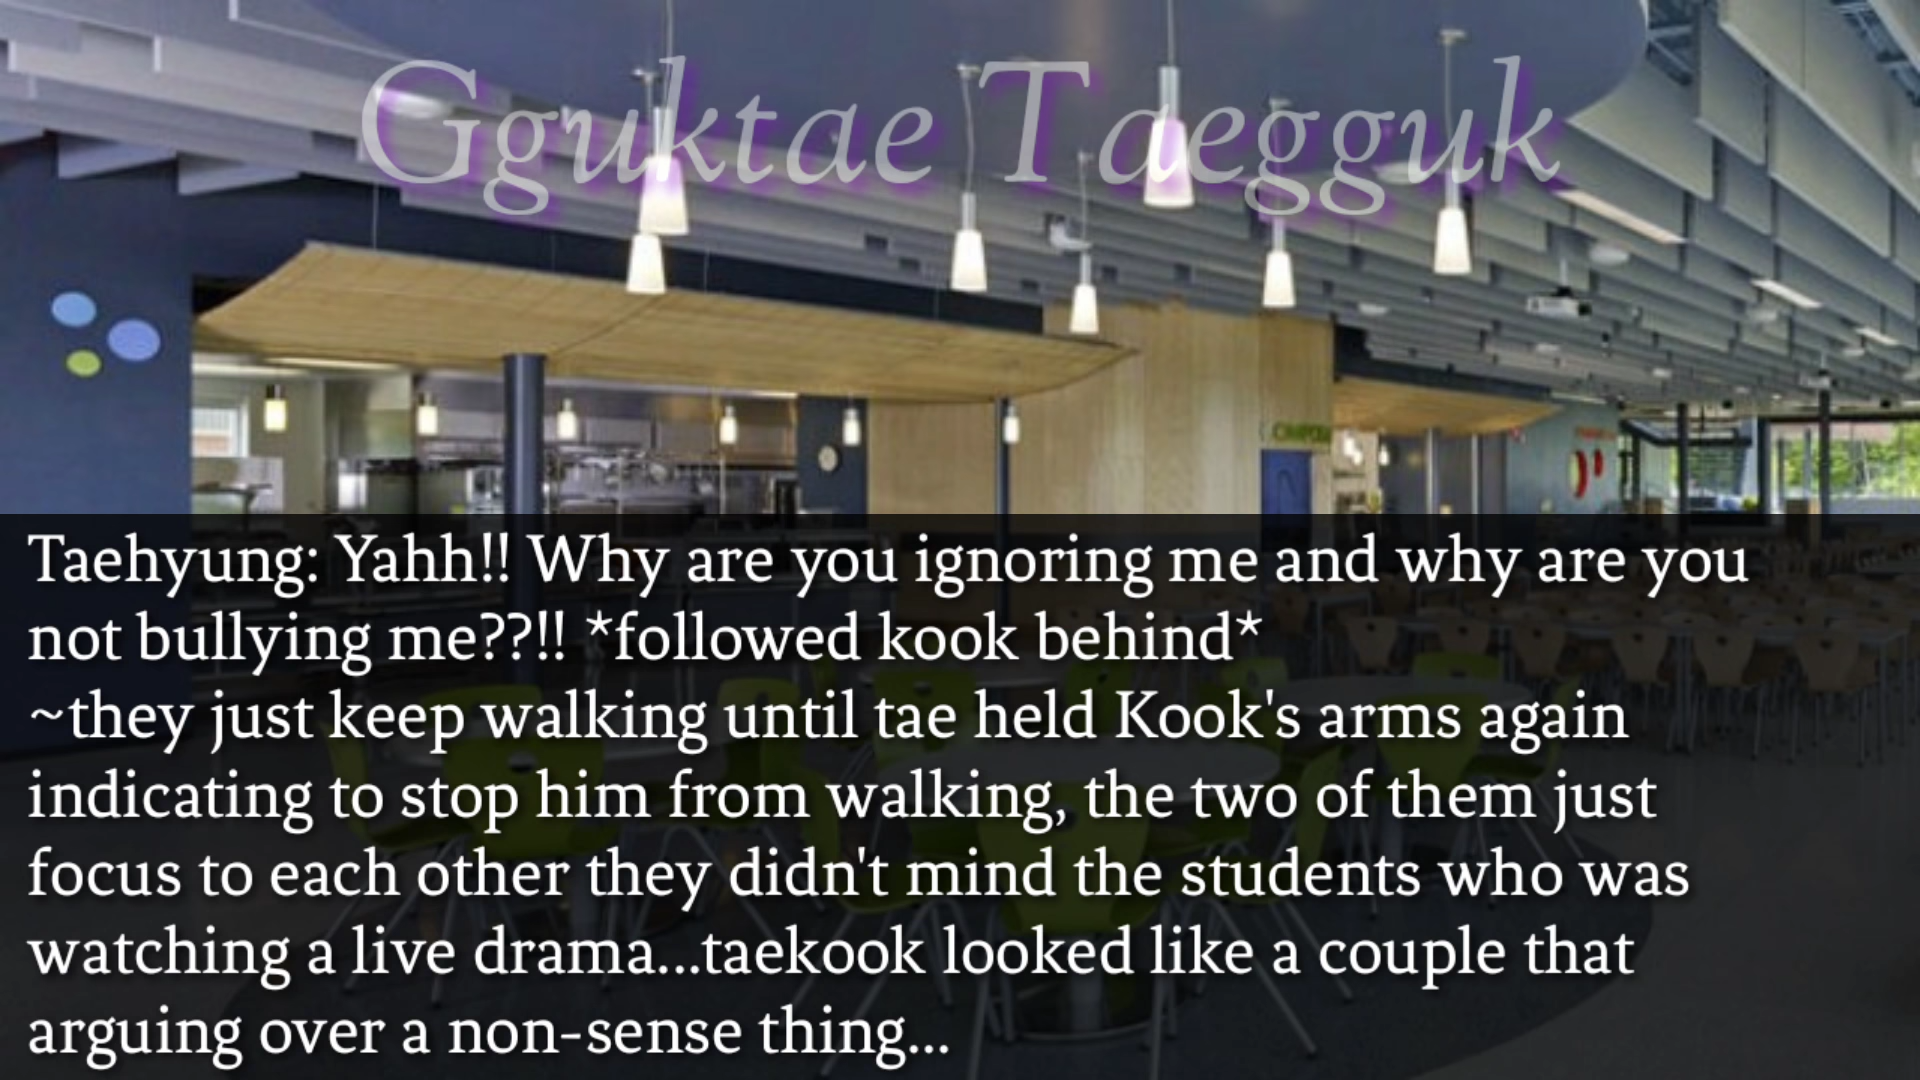 Gguktae Taegguk
Taehyung: Yahh!! Why are you ignoring me and why are you
not bullying me??!! *followed kook behind*
~they just keep walking until tae held Kook's arms again
indicating to stop him from walking, the two of them just
focus to each other they didn't mind the students who was
watching a live drama...taekook looked like a couple that
arguing over a non-sense thing...